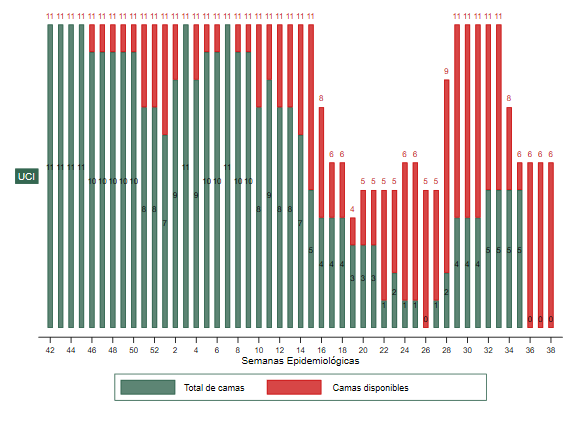 11 11 11 11 11 11 11 11 11 11 11 11 11 11 11 11 11 11 11 11 11 11 11 11 11 11 8 6 6 4 5 5 5 5 6 6 5 5 9 11 11 11 11 11 8 6 6 6 6
UCI
11 11 11 11 10 10 10 10 10 8 8 7 9 11 9 10 10 11 10 10 8 9 8 8 7 5 4 4 4 3 3 3 1 2 1 1 0 1 2 4 4 4 5 5 5 5 0 0 0
42 44 46 48 50 52 2 4 6 8 10 12 14 16 18 20 22 24 26 28 30 32 34 36 38
Semanas Epidemiológicas
Total de camas Camas disponibles